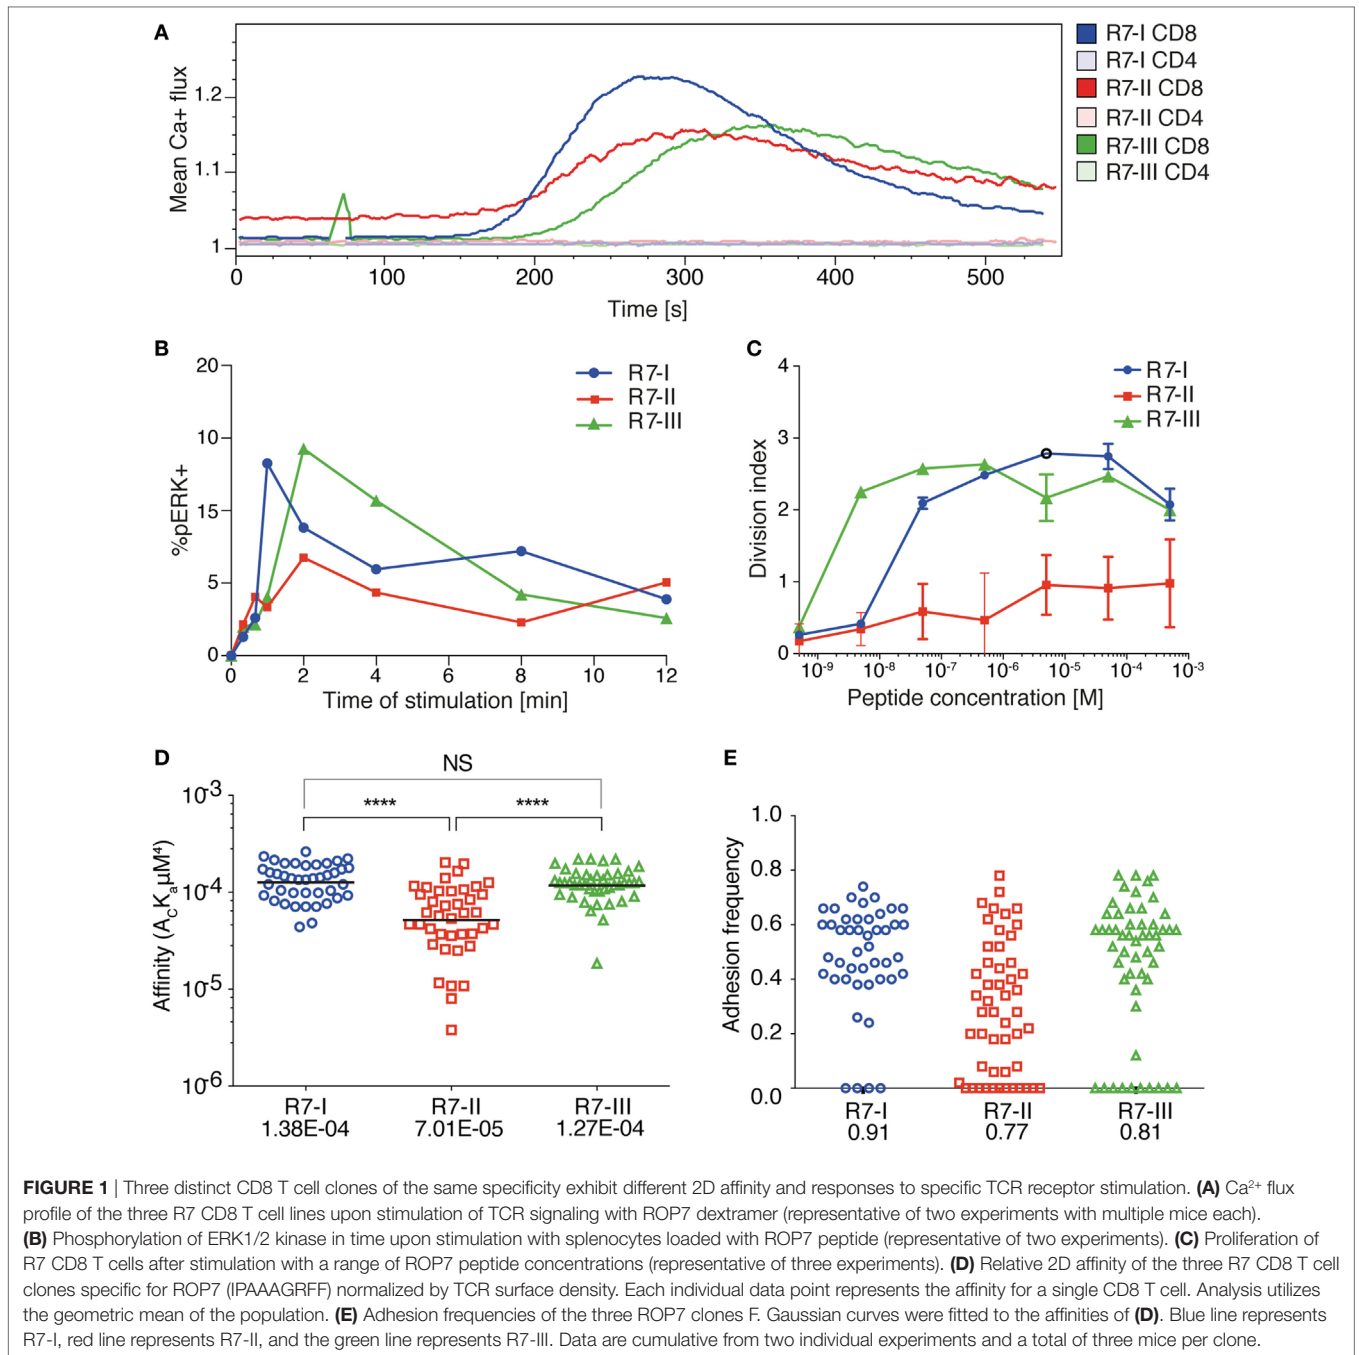 A
Mean Ca+ flux
1.2
1.1
1
0
100
200
300
400
500
Time [s]
R7-I CD8
R7-I CD4
R7-II CD8
R7-II CD4
R7-III CD8
R7-III CD4
B
%pERK+
20
10
15
5
0
0
2
4
6
8
10
12
Time of stimulation [min]
R7-I
R7-II
R7-III
C
Division index
4
3
2
1
0
10-9
10-8
10-7
10-6
10-5
10-4
10-3
Peptide concentration [M]
R7-I
R7-II
R7-III
D
NS
****
****
Affinity (AcKaµM⁴)
10-3
10-4
10-5
10-6
R7-I
R7-II
R7-III
1.38E-04
7.01E-05
1.27E-04
E
Adhesion frequency
1.0
0.8
0.6
0.4
0.2
0.0
R7-I
R7-II
R7-III
0.91
0.77
0.81
FIGURE 1 | Three distinct CD8 T cell clones of the same specificity exhibit different 2D affinity and responses to specific TCR receptor stimulation. (A) Ca²⁺ flux
profile of the three R7 CD8 T cell lines upon stimulation of TCR signaling with ROP7 dextramer (representative of two experiments with multiple mice each).
(B) Phosphorylation of ERK1/2 kinase in time upon stimulation with splenocytes loaded with ROP7 peptide (representative of two experiments). (C) Proliferation of
R7 CD8 T cells after stimulation with a range of ROP7 peptide concentrations (representative of three experiments). (D) Relative 2D affinity of the three R7 CD8 T cell
clones specific for ROP7 (IPAAAGRFF) normalized by TCR surface density. Each individual data point represents the affinity for a single CD8 T cell. Analysis utilizes
the geometric mean of the population. (E) Adhesion frequencies of the three ROP7 clones F. Gaussian curves were fitted to the affinities of (D). Blue line represents
R7-I, red line represents R7-II, and the green line represents R7-III. Data are cumulative from two individual experiments and a total of three mice per clone.